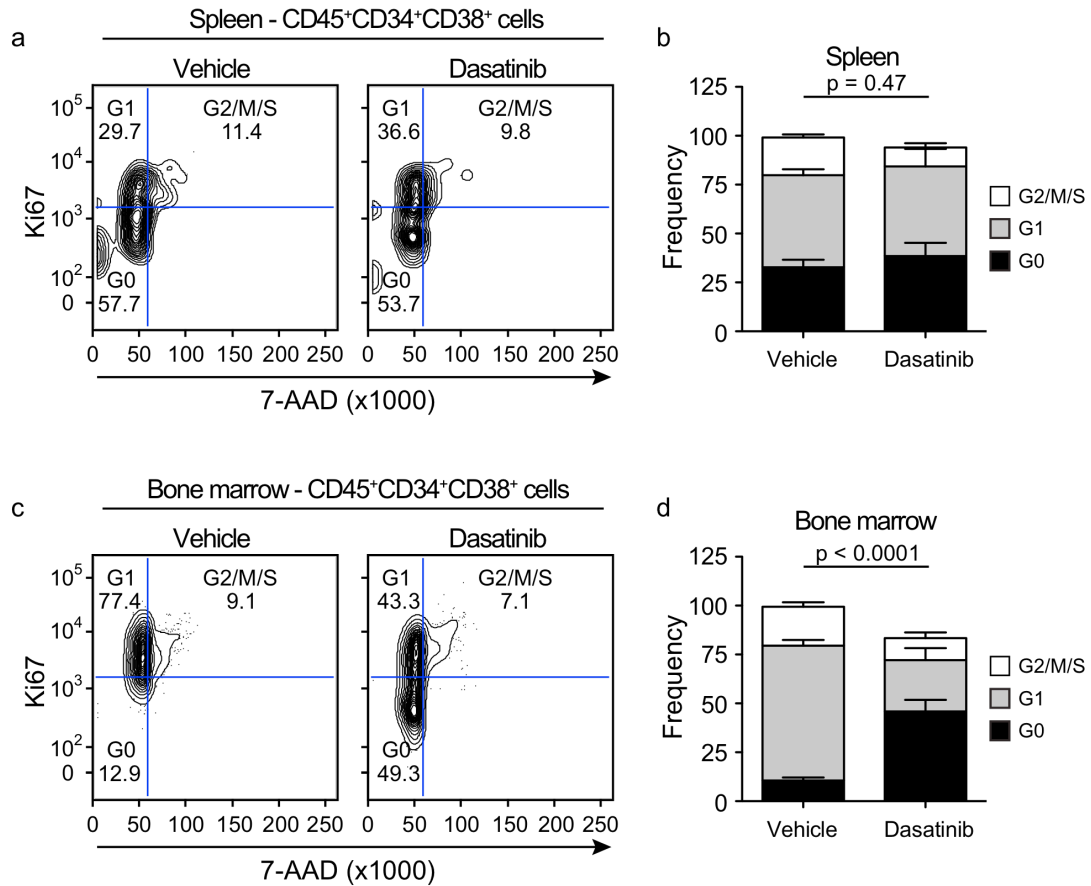 a
Spleen - CD45⁺CD34⁺CD38⁺ cells
Vehicle
Dasatinib
G1
29.7
G2/M/S
11.4
G0
57.7
G1
36.6
G2/M/S
9.8
G0
53.7
Ki67
10⁵
10⁴
10³
10²
0
0 50 100 150 200 250
0 50 100 150 200 250
7-AAD (x1000)
b
Spleen
p = 0.47
Frequency
125
100
75
50
25
0
Vehicle
Dasatinib
G2/M/S
G1
G0
c
Bone marrow - CD45⁺CD34⁺CD38⁺ cells
Vehicle
Dasatinib
G1
77.4
G2/M/S
9.1
G0
12.9
G1
43.3
G2/M/S
7.1
G0
49.3
Ki67
10⁵
10⁴
10³
10²
0
0 50 100 150 200 250
0 50 100 150 200 250
7-AAD (x1000)
d
Bone marrow
p < 0.0001
Frequency
125
100
75
50
25
0
Vehicle
Dasatinib
G2/M/S
G1
G0